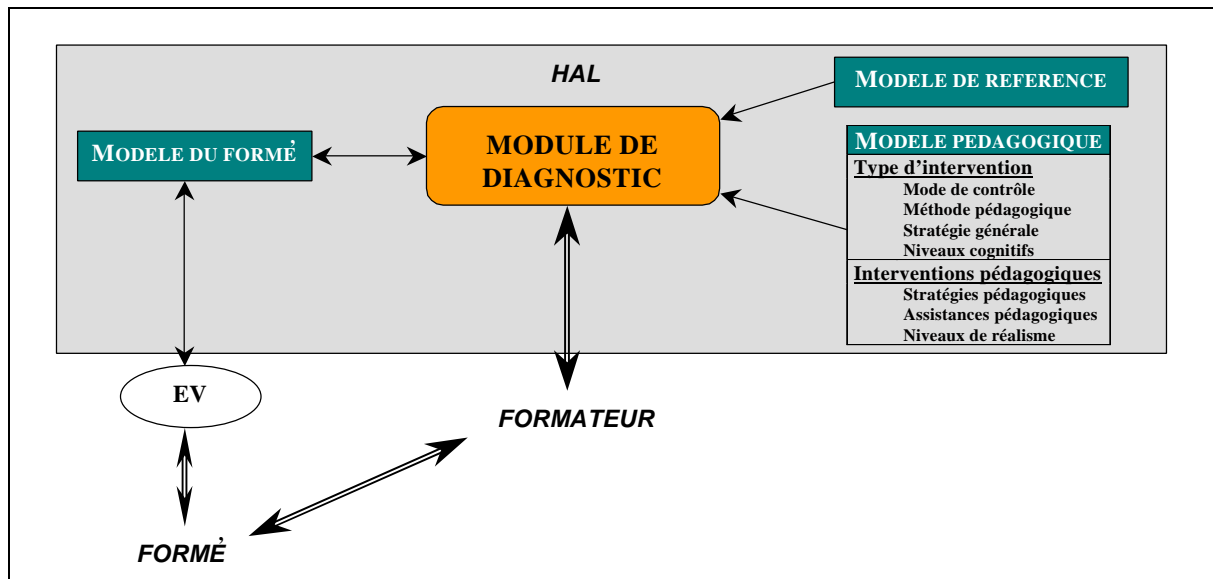 HAL
MODELE DE REFERENCE
MODELE DU FORMÉ
MODULE DE
DIAGNOSTIC
MODELE PEDAGOGIQUE
Type d'intervention
Mode de contrôle
Méthode pédagogique
Stratégie générale
Niveaux cognitifs
Interventions pédagogiques
Stratégies pédagogiques
Assistances pédagogiques
Niveaux de réalisme
EV
FORMATEUR
FORMÉ